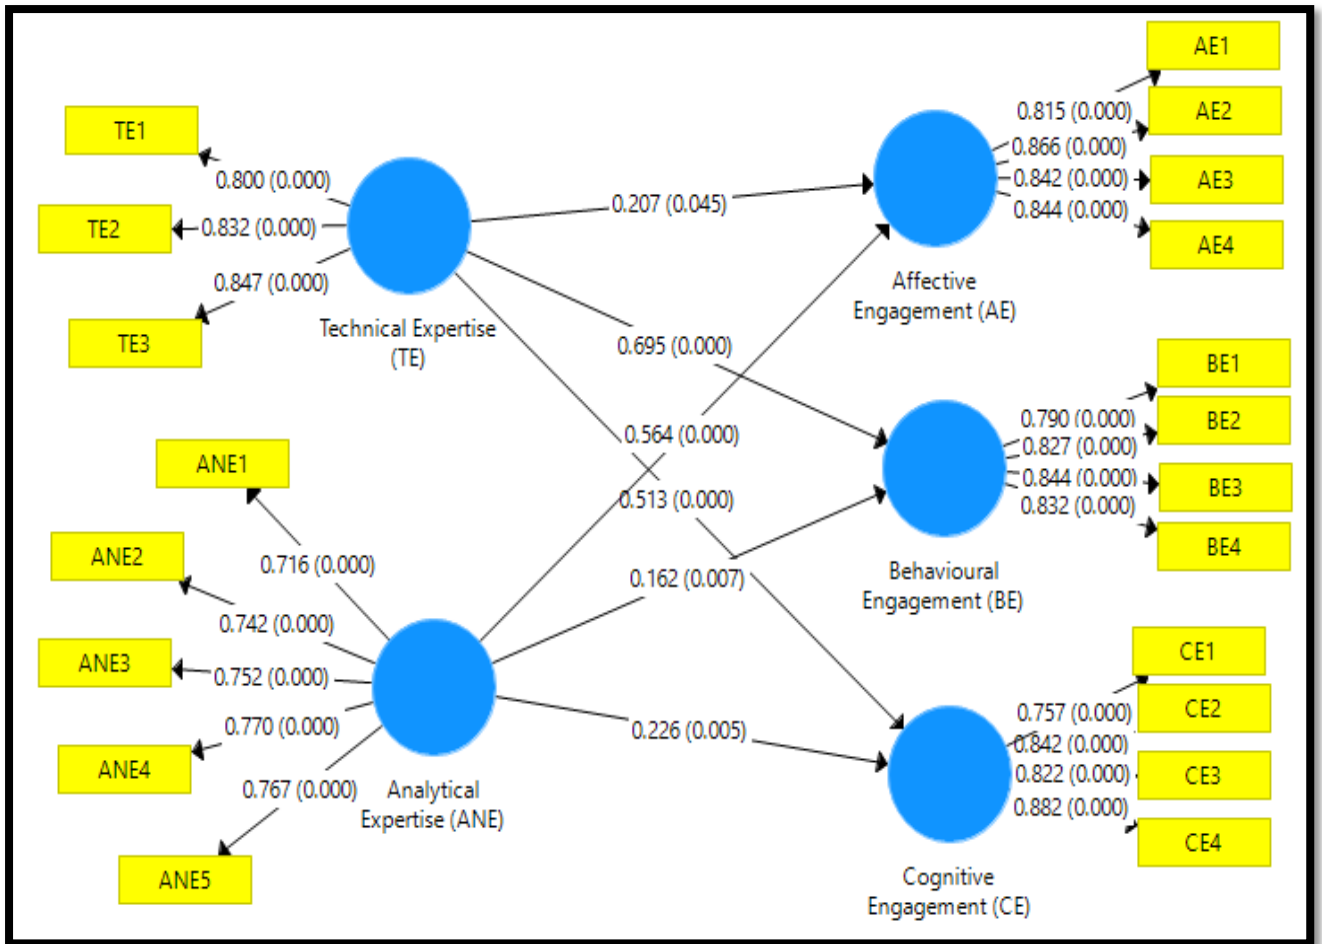 TE1
0.800 (0.000)
TE2
0.832 (0.000)
0.847 (0.000)
TE3
Technical Expertise
(TE)
ANE1
0.716 (0.000)
ANE2
0.742 (0.000)
ANE3
0.752 (0.000)
0.770 (0.000)
ANE4
0.767 (0.000)
ANE5
Analytical
Expertise (ANE)
0.207 (0.045)
0.695 (0.000)
0.564 (0.000)
0.513 (0.000)
0.162 (0.007)
0.226 (0.005)
AE1
0.815 (0.000)
AE2
0.866 (0.000)
0.842 (0.000)
AE3
0.844 (0.000)
AE4
Affective
Engagement (AE)
BE1
0.790 (0.000)
BE2
0.827 (0.000)
0.844 (0.000)
BE3
0.832 (0.000)
BE4
Behavioural
Engagement (BE)
CE1
0.757 (0.000)
CE2
0.842 (0.000)
0.822 (0.000)
CE3
0.882 (0.000)
CE4
Cognitive
Engagement (CE)